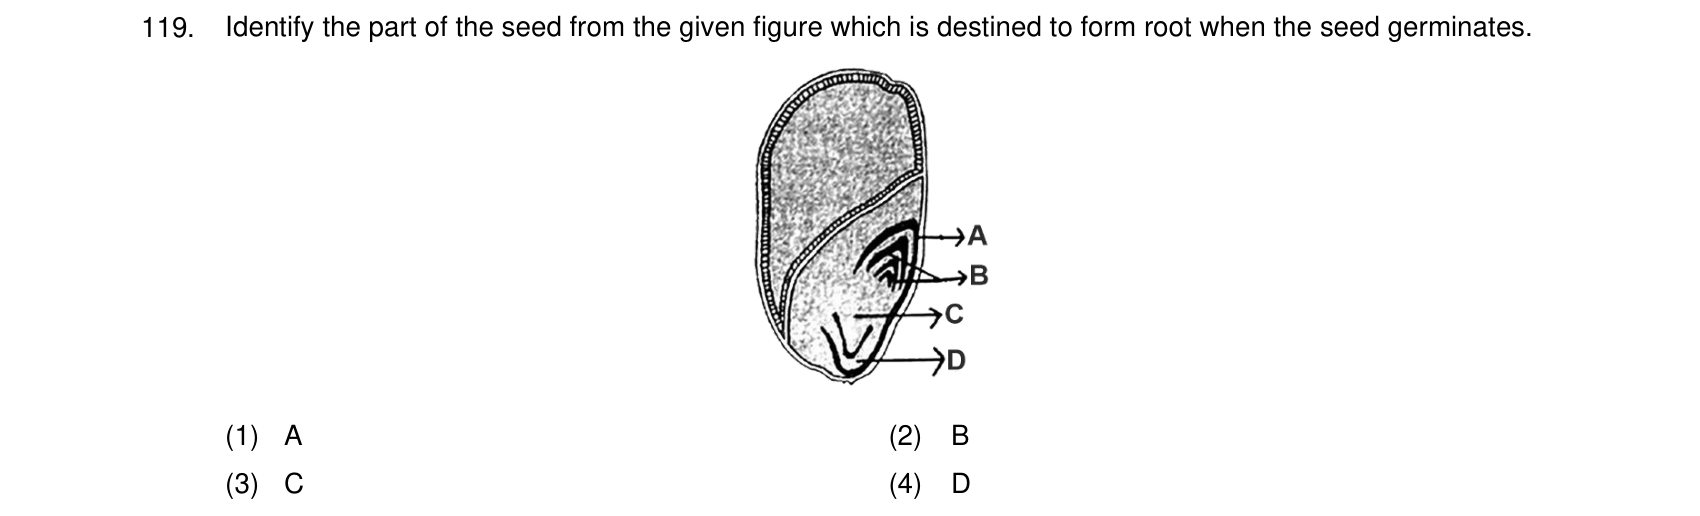 119. Identify the part of the seed from the given figure which is destined to form root when the seed germinates.
A
B
C
D
(1) A (2) B
(3) C (4) D